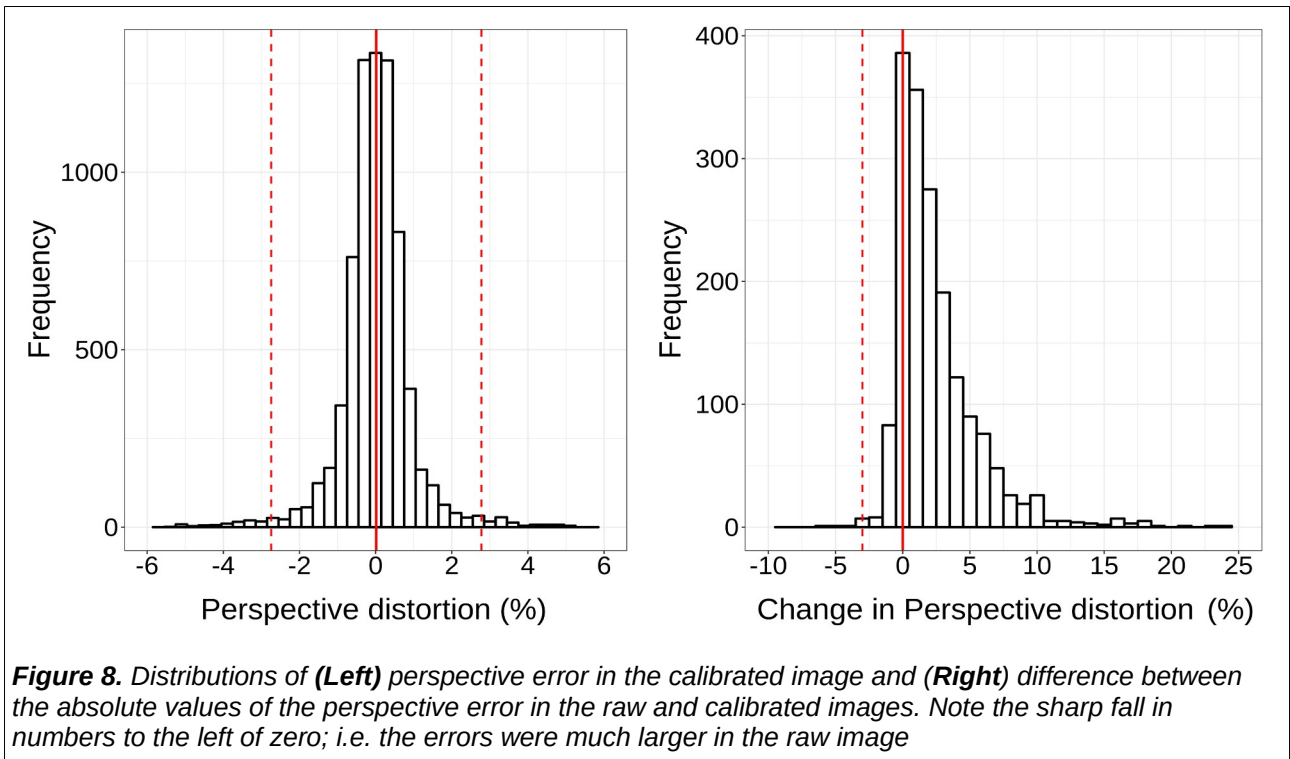 1000
500
0
Frequency
-6 -4 -2 0 2 4 6
Perspective distortion (%)
400
300
200
100
0
Frequency
-10 -5 0 5 10 15 20 25
Change in Perspective distortion (%)
Figure 8. Distributions of (Left) perspective error in the calibrated image and (Right) difference between
the absolute values of the perspective error in the raw and calibrated images. Note the sharp fall in
numbers to the left of zero; i.e. the errors were much larger in the raw image